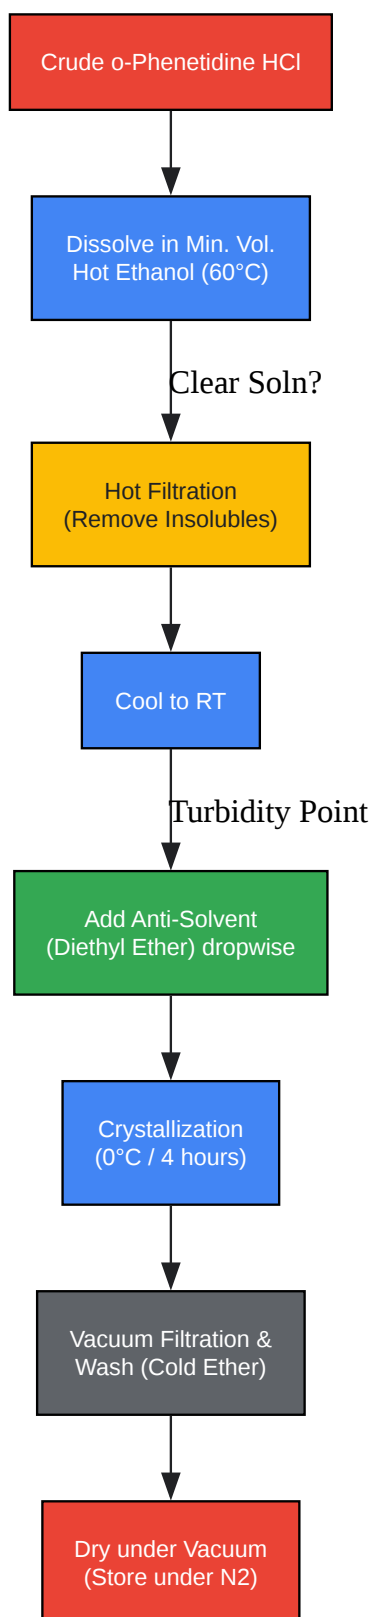 Crude o-Phenetidine HCl
Dissolve in Min. Vol.
Hot Ethanol (60°C)
Clear Soln?
Hot Filtration
(Remove Insolubles)
Cool to RT
Turbidity Point
Add Anti-Solvent
(Diethyl Ether) dropwise
Crystallization
(0°C / 4 hours)
Vacuum Filtration &
Wash (Cold Ether)
Dry under Vacuum
(Store under N2)